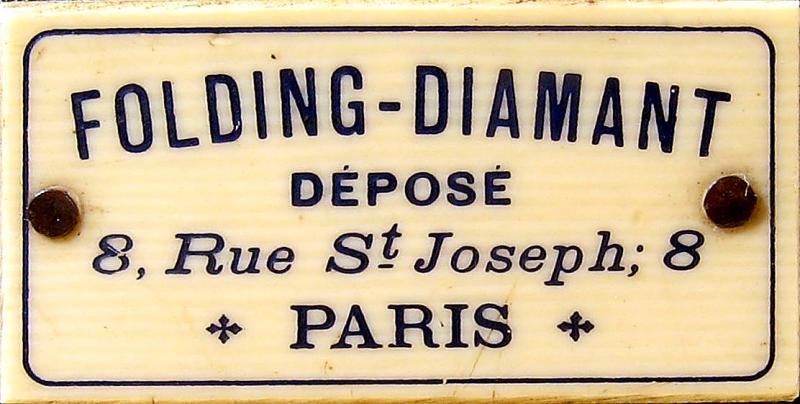 FOLDING-DIAMANT
DÉPOSÉ
8, Rue St Joseph; 8
PARIS